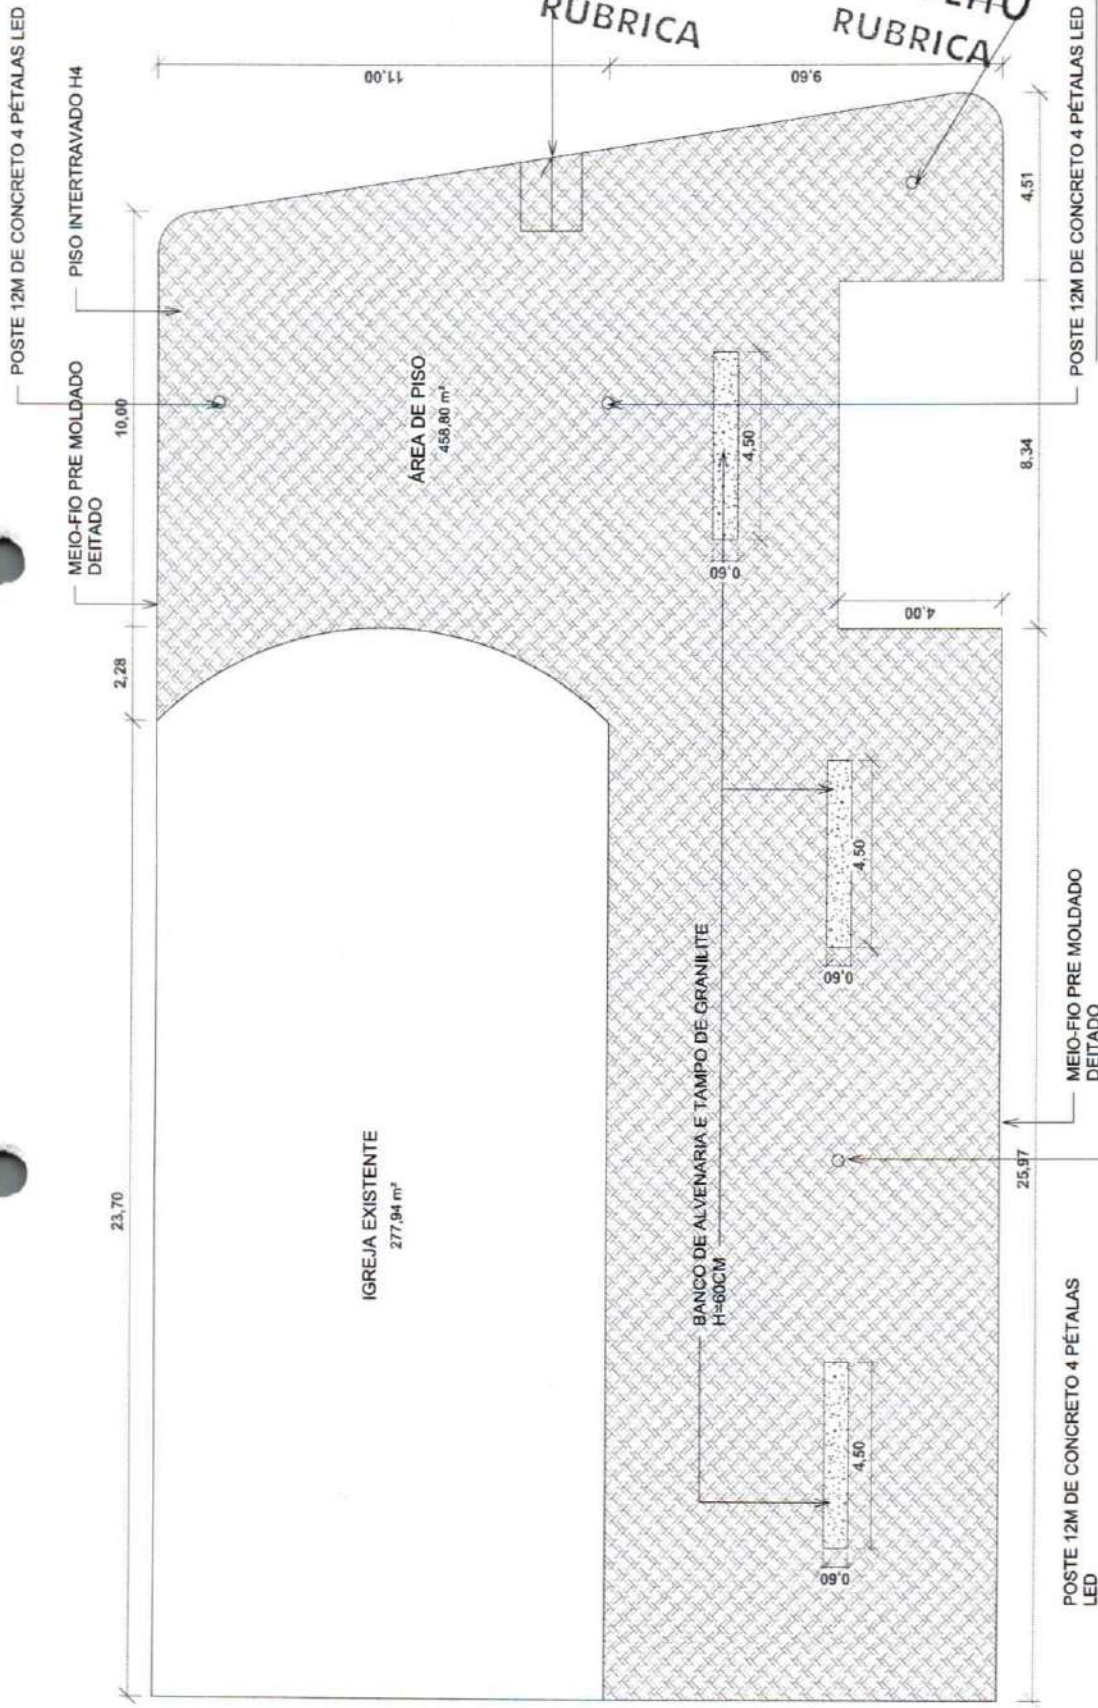 RUBRICA
RUBRICA
POSTE 12M DE CONCRETO 4 PÉTALAS LED
PISO INTERTRAVADO H4
MEIO-FIO PRE MOLDADO
DEITADO
11,00
9,60
10,00
2,28
23,70
ÁREA DE PISO
458,80 m²
IGREJA EXISTENTE
277,94 m²
BANCO DE ALVENARIA E TAMPO DE GRANILITE
H=60CM
4,50
0,60
4,50
0,60
4,50
0,60
4,00
4,51
8,34
25,97
POSTE 12M DE CONCRETO 4 PÉTALAS LED
MEIO-FIO PRE MOLDADO
DEITADO
POSTE 12M DE CONCRETO 4 PÉTALAS
LED